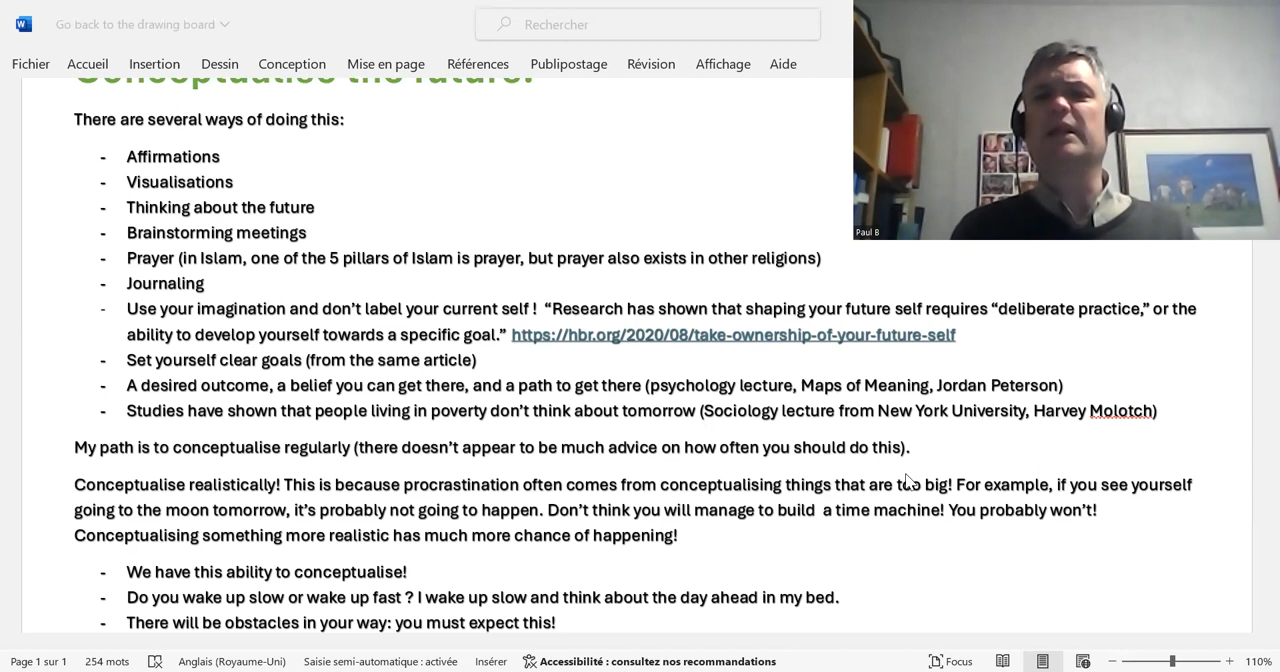 Go back to the drawing board
Rechercher
Fichier Accueil Insertion Dessin Conception Mise en page Références Publipostage Révision Affichage Aide
Conceptualise the future!
There are several ways of doing this:
- Affirmations
- Visualisations
- Thinking about the future
- Brainstorming meetings
- Prayer (in Islam, one of the 5 pillars of Islam is prayer, but prayer also exists in other religions)
- Journaling
- Use your imagination and don’t label your current self ! “Research has shown that shaping your future self requires “deliberate practice,” or the
ability to develop yourself towards a specific goal.” https://hbr.org/2020/08/take-ownership-of-your-future-self
- Set yourself clear goals (from the same article)
- A desired outcome, a belief you can get there, and a path to get there (psychology lecture, Maps of Meaning, Jordan Peterson)
- Studies have shown that people living in poverty don’t think about tomorrow (Sociology lecture from New York University, Harvey Molotch)
My path is to conceptualise regularly (there doesn’t appear to be much advice on how often you should do this).
Conceptualise realistically! This is because procrastination often comes from conceptualising things that are too big! For example, if you see yourself
going to the moon tomorrow, it’s probably not going to happen. Don’t think you will manage to build a time machine! You probably won’t!
Conceptualising something more realistic has much more chance of happening!
- We have this ability to conceptualise!
- Do you wake up slow or wake up fast ? I wake up slow and think about the day ahead in my bed.
- There will be obstacles in your way: you must expect this!
Paul B
Page 1 sur 1 254 mots Anglais (Royaume-Uni) Saisie semi-automatique : activée Insérer Accessibilité : consultez nos recommandations Focus 110%